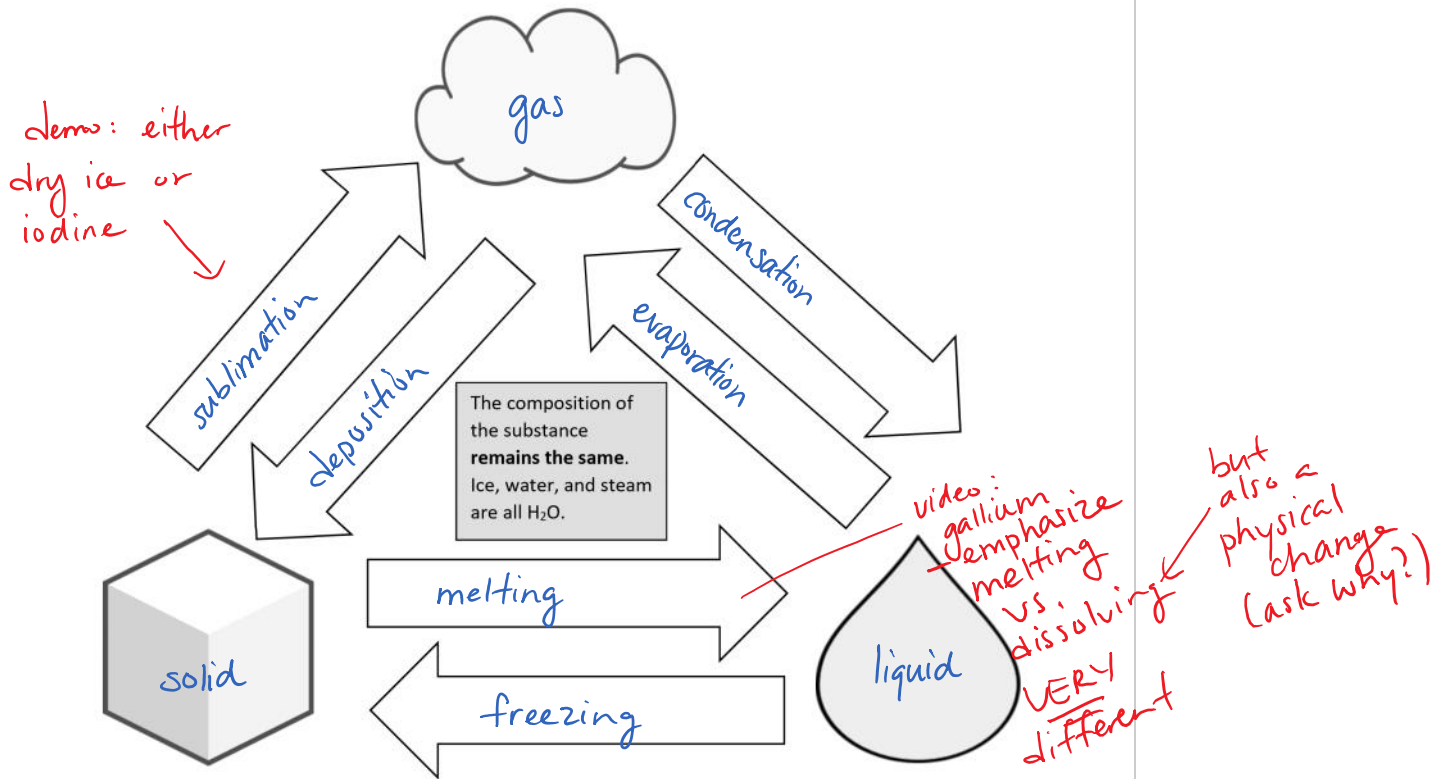 gas
demo: either
dry ice or
iodine
condensation
sublimation
evaporation
deposition
The composition of
the substance
remains the same.
Ice, water, and steam
are all H₂O.
video:
gallium
- emphasize
melting
vs.
dissolving
VERY
different
but
also a
physical
change
(ask why?)
melting
solid
liquid
freezing